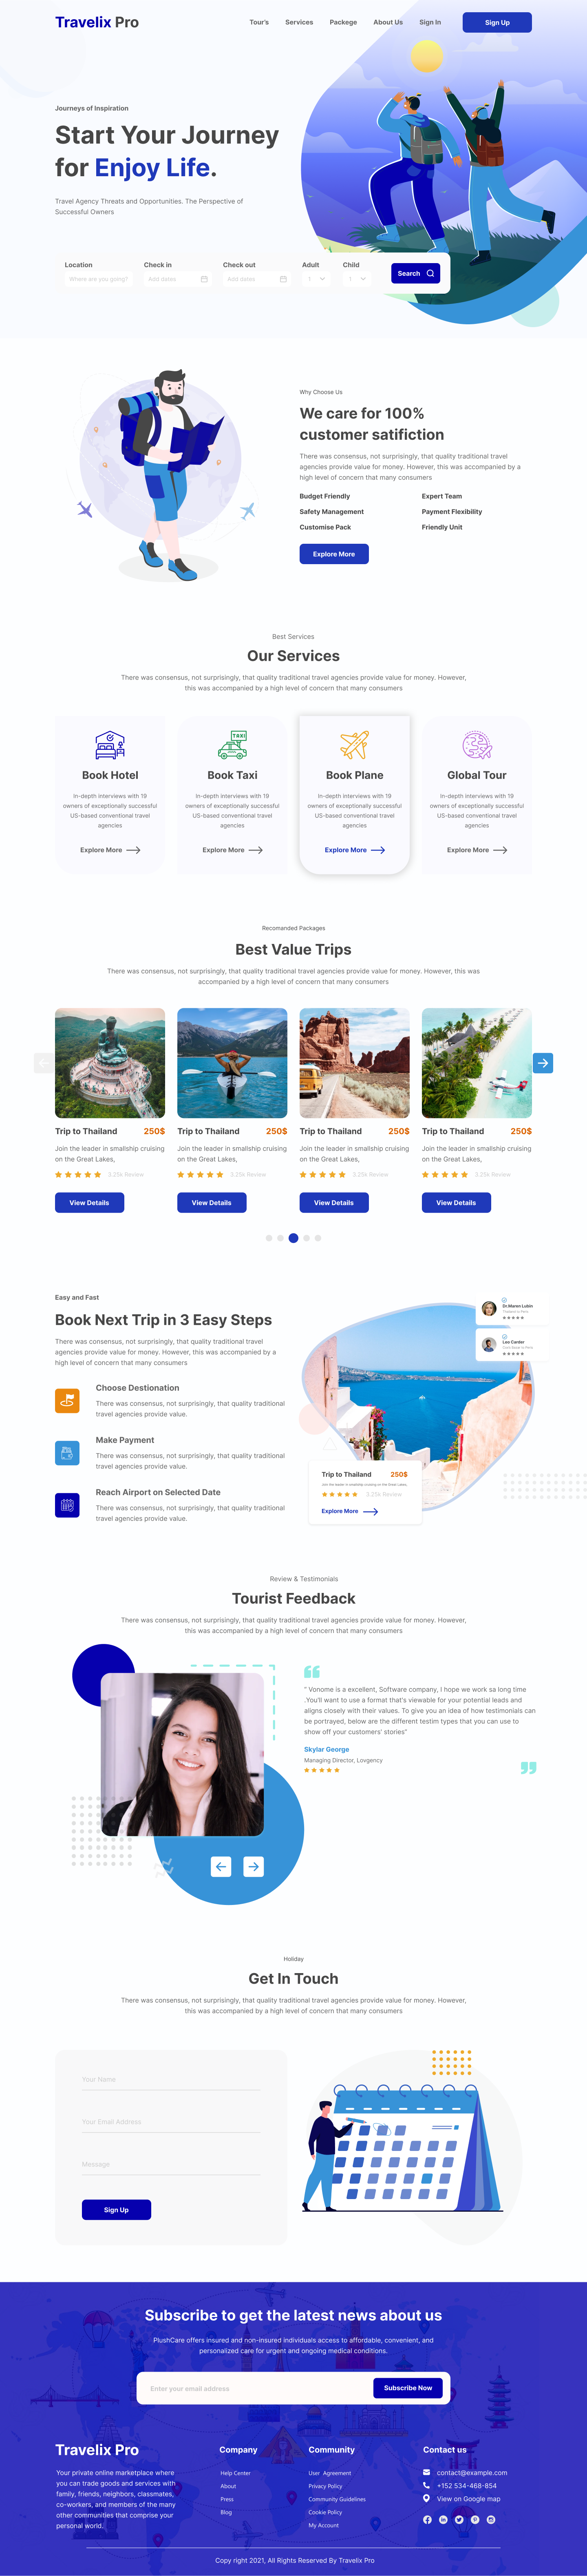 Travelix Pro
Tour's Services Packege About Us Sign In Sign Up
Journeys of Inspiration
Start Your Journey
for Enjoy Life.
Travel Agency Threats and Opportunities. The Perspective of
Successful Owners
Location Check in Check out Adult Child
Where are you going? Add dates Add dates 1 1 Search
Why Choose Us
We care for 100%
customer satifiction
There was consensus, not surprisingly, that quality traditional travel
agencies provide value for money. However, this was accompanied by a
high level of concern that many consumers
Budget Friendly Expert Team
Safety Management Payment Flexibility
Customise Pack Friendly Unit
Explore More
Best Services
Our Services
There was consensus, not surprisingly, that quality traditional travel agencies provide value for money. However,
this was accompanied by a high level of concern that many consumers
TAXI
Book Hotel Book Taxi Book Plane Global Tour
In-depth interviews with 19 In-depth interviews with 19 In-depth interviews with 19 In-depth interviews with 19
owners of exceptionally successful owners of exceptionally successful owners of exceptionally successful owners of exceptionally successful
US-based conventional travel US-based conventional travel US-based conventional travel US-based conventional travel
agencies agencies agencies agencies
Explore More Explore More Explore More Explore More
Recomanded Packages
Best Value Trips
There was consensus, not surprisingly, that quality traditional travel agencies provide value for money. However, this was
accompanied by a high level of concern that many consumers
Trip to Thailand 250$ Trip to Thailand 250$ Trip to Thailand 250$ Trip to Thailand 250$
Join the leader in smallship cruising Join the leader in smallship cruising Join the leader in smallship cruising Join the leader in smallship cruising
on the Great Lakes, on the Great Lakes, on the Great Lakes, on the Great Lakes,
3.25k Review 3.25k Review 3.25k Review 3.25k Review
View Details View Details View Details View Details
Easy and Fast
Book Next Trip in 3 Easy Steps
There was consensus, not surprisingly, that quality traditional travel
agencies provide value for money. However, this was accompanied by a
high level of concern that many consumers
Choose Destionation
There was consensus, not surprisingly, that quality traditional
travel agencies provide value.
Make Payment
There was consensus, not surprisingly, that quality traditional
travel agencies provide value.
Reach Airport on Selected Date
There was consensus, not surprisingly, that quality traditional
travel agencies provide value.
Dr.Maren Lubin
Thailand to Peris
Leo Carder
Trip to Thailand 250$
Join the leader in smallship cruising on the Great Lakes,
3.25k Review
Explore More
Review & Testimonials
Tourist Feedback
There was consensus, not surprisingly, that quality traditional travel agencies provide value for money. However,
this was accompanied by a high level of concern that many consumers
" Vonome is a excellent, Software company, I hope we work sa long time
.You'll want to use a format that's viewable for your potential leads and
aligns closely with their values. To give you an idea of how testimonials can
be portrayed, below are the different testim types that you can use to
show off your customers' stories"
Skylar George
Managing Director, Lovgency
Holiday
Get In Touch
There was consensus, not surprisingly, that quality traditional travel agencies provide value for money. However,
this was accompanied by a high level of concern that many consumers
Your Name
Your Email Address
Message
Sign Up
Subscribe to get the latest news about us
PlushCare offers insured and non-insured individuals access to affordable, convenient, and
personalized care for urgent and ongoing medical conditions.
Enter your email address Subscribe Now
Travelix Pro
Your private online marketplace where
you can trade goods and services with
family, friends, neighbors, classmates,
co-workers, and members of the many
other communities that comprise your
personal world.
Company
Help Center
About
Press
Blog
Community
User Agreement
Privacy Policy
Community Guidelines
Cookie Policy
My Account
Contact us
contact@example.com
+152 534-468-854
View on Google map
Copy right 2021, All Rights Reserved By Travelix Pro